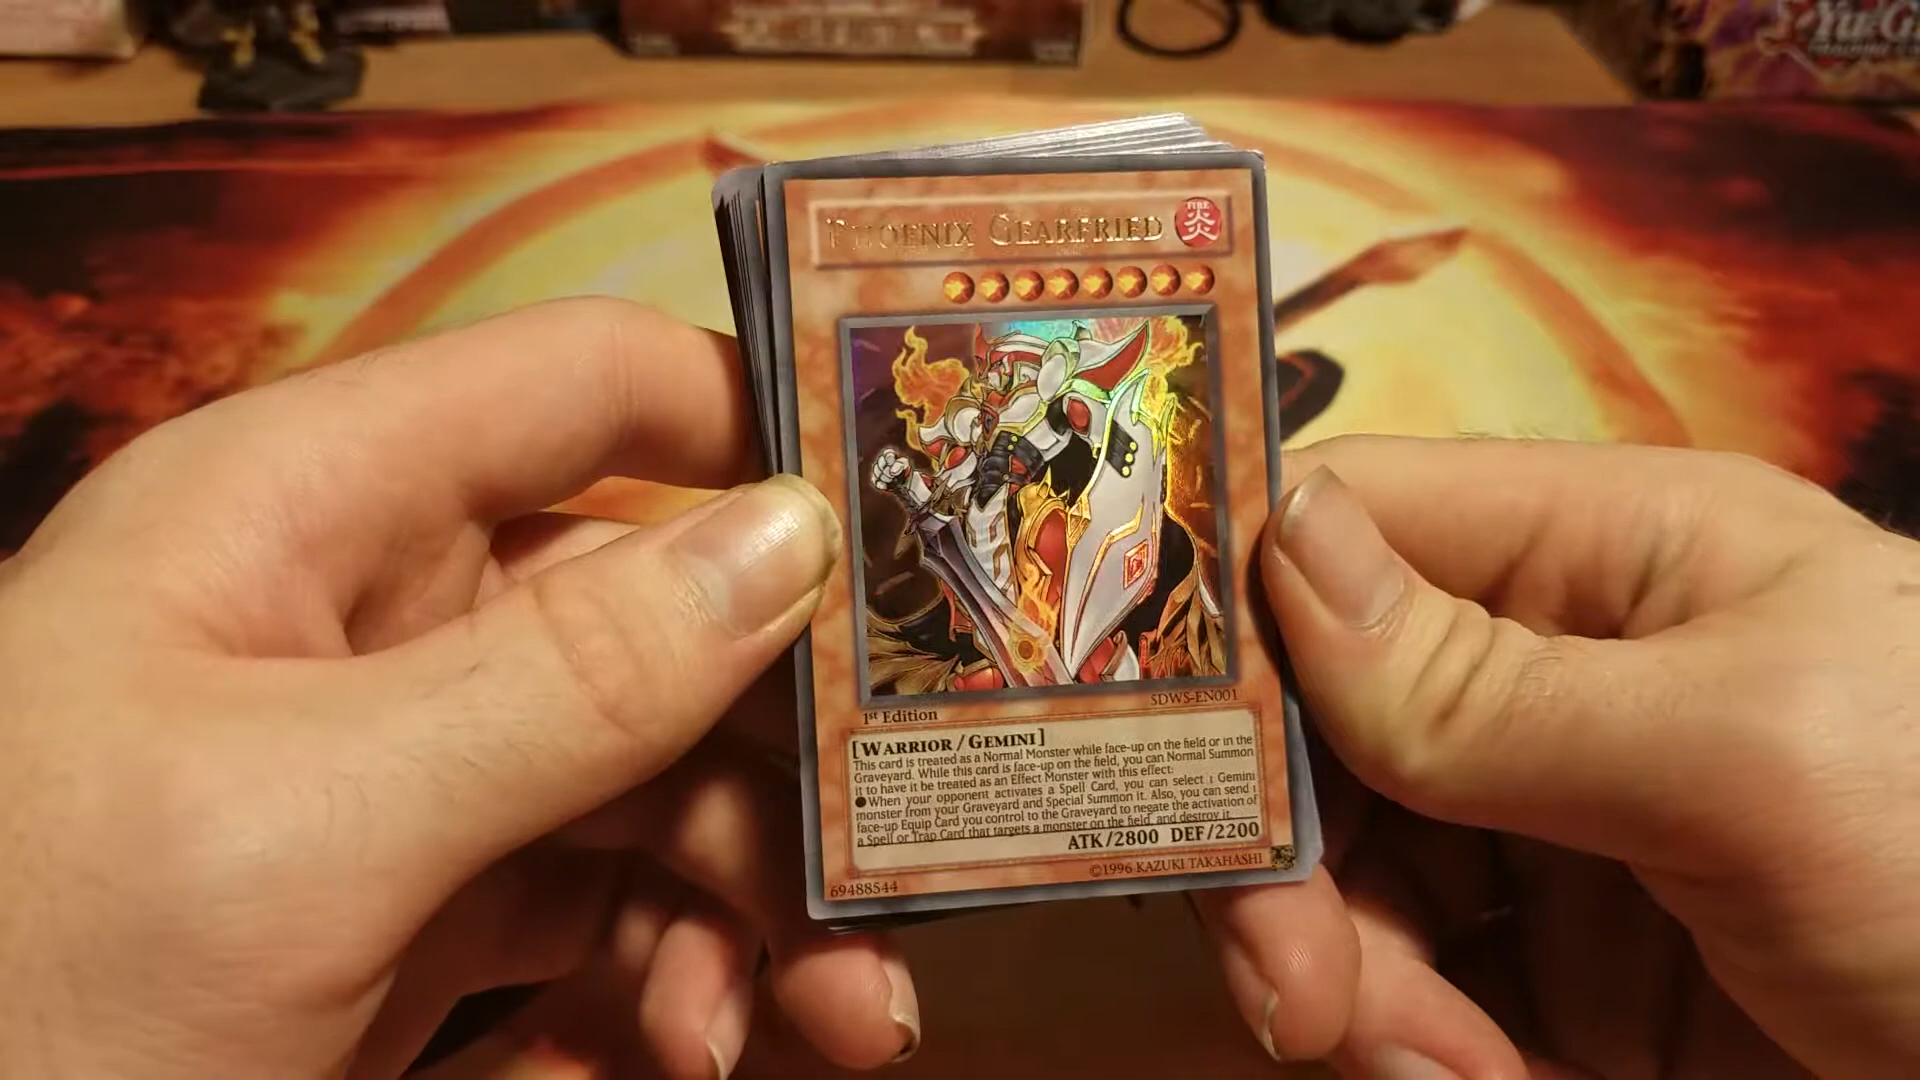 Yu-G
PHOENIX GEARFRIED
FIRE
炎
SDWS-EN001
1st Edition
[WARRIOR/GEMINI]
This card is treated as a Normal Monster while face-up on the field or in the
Graveyard. While this card is face-up on the field, you can Normal Summon
it to have it be treated as an Effect Monster with this effect:
●When your opponent activates a Spell Card, you can select 1 Gemini
monster from your Graveyard and Special Summon it. Also, you can send 1
face-up Equip Card you control to the Graveyard to negate the activation of
a Spell or Trap Card that targets a monster on the field, and destroy it.
ATK/2800 DEF/2200
©1996 KAZUKI TAKAHASHI
69488544